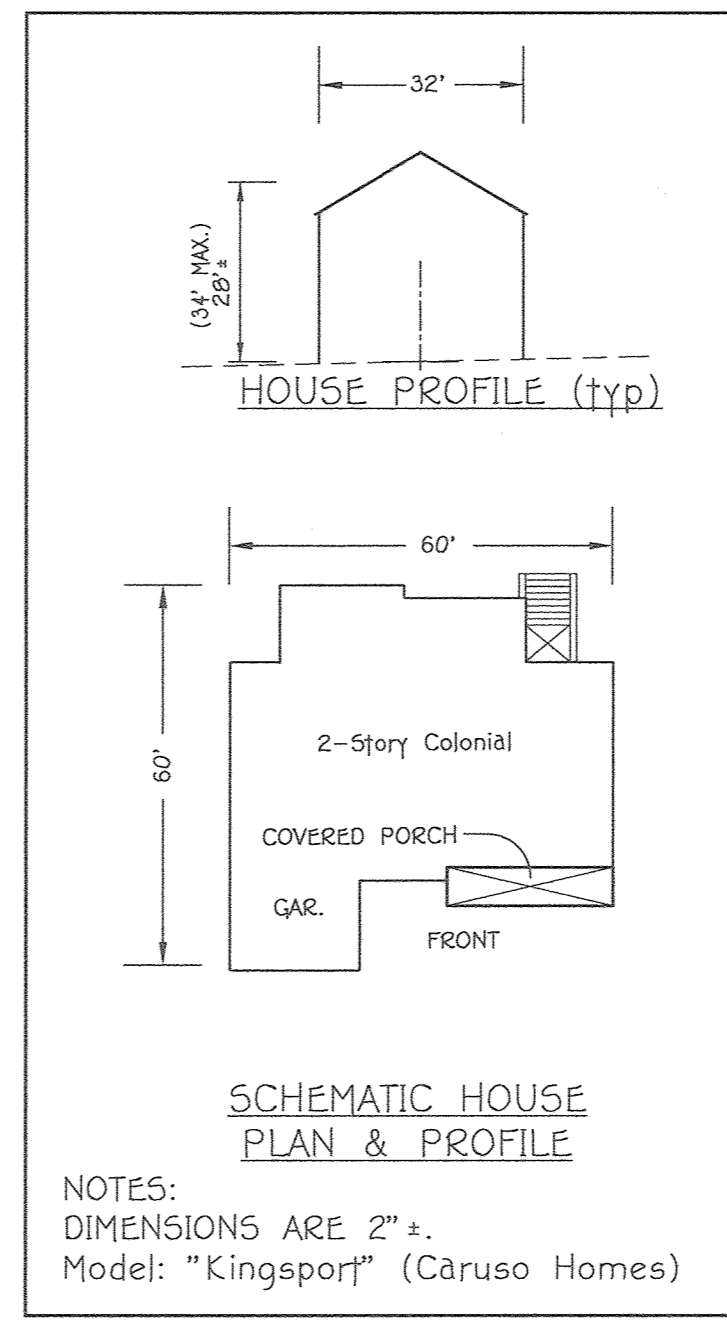 32'
(34' MAX.)
28'±
HOUSE PROFILE (typ)
60'
60'
2-Story Colonial
COVERED PORCH
GAR.
FRONT
SCHEMATIC HOUSE
PLAN & PROFILE
NOTES:
DIMENSIONS ARE 2"±.
Model: "Kingsport" (Caruso Homes)